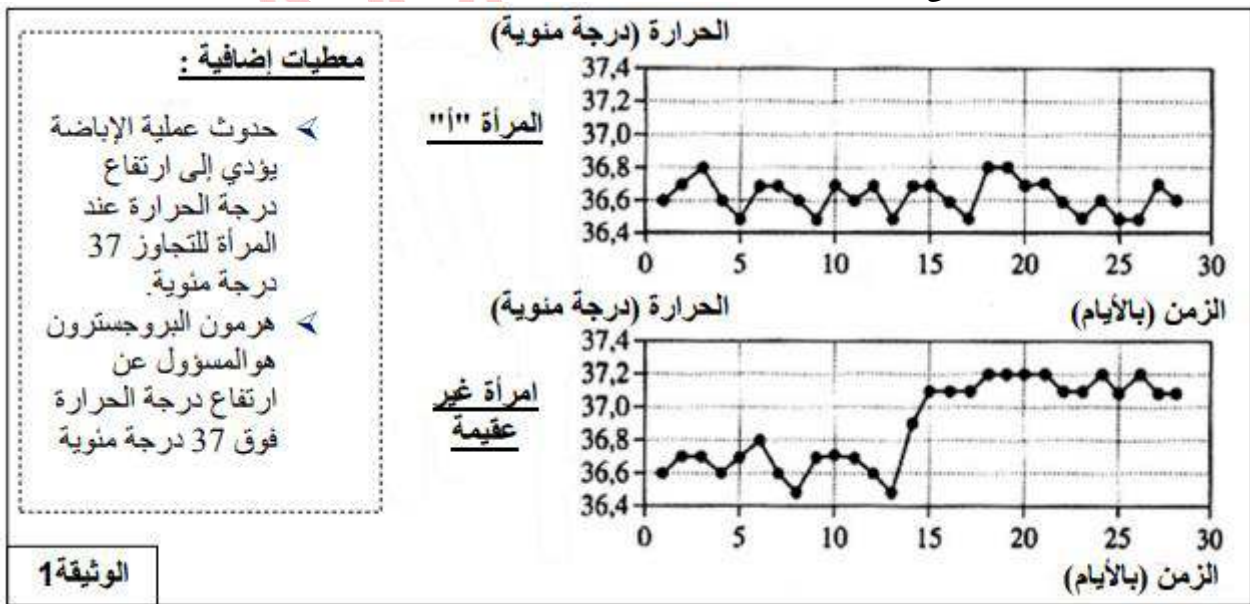 معطيات إضافية :
حدوث عملية الإباضة
يؤدي إلى ارتفاع
درجة الحرارة عند
المرأة للتجاوز 37
درجة مئوية.
هرمون البروجسترون
هوالمسؤول عن
ارتفاع درجة الحرارة
فوق 37 درجة مئوية
الحرارة (درجة مئوية)
المرأة "أ"
37,4
37,2
37,0
36,8
36,6
36,4
0 5 10 15 20 25 30
الزمن (بالأيام)
الحرارة (درجة مئوية)
امرأة غير
عقيمة
37,4
37,2
37,0
36,8
36,6
36,4
0 5 10 15 20 25 30
الزمن (بالأيام)
الوثيقة1